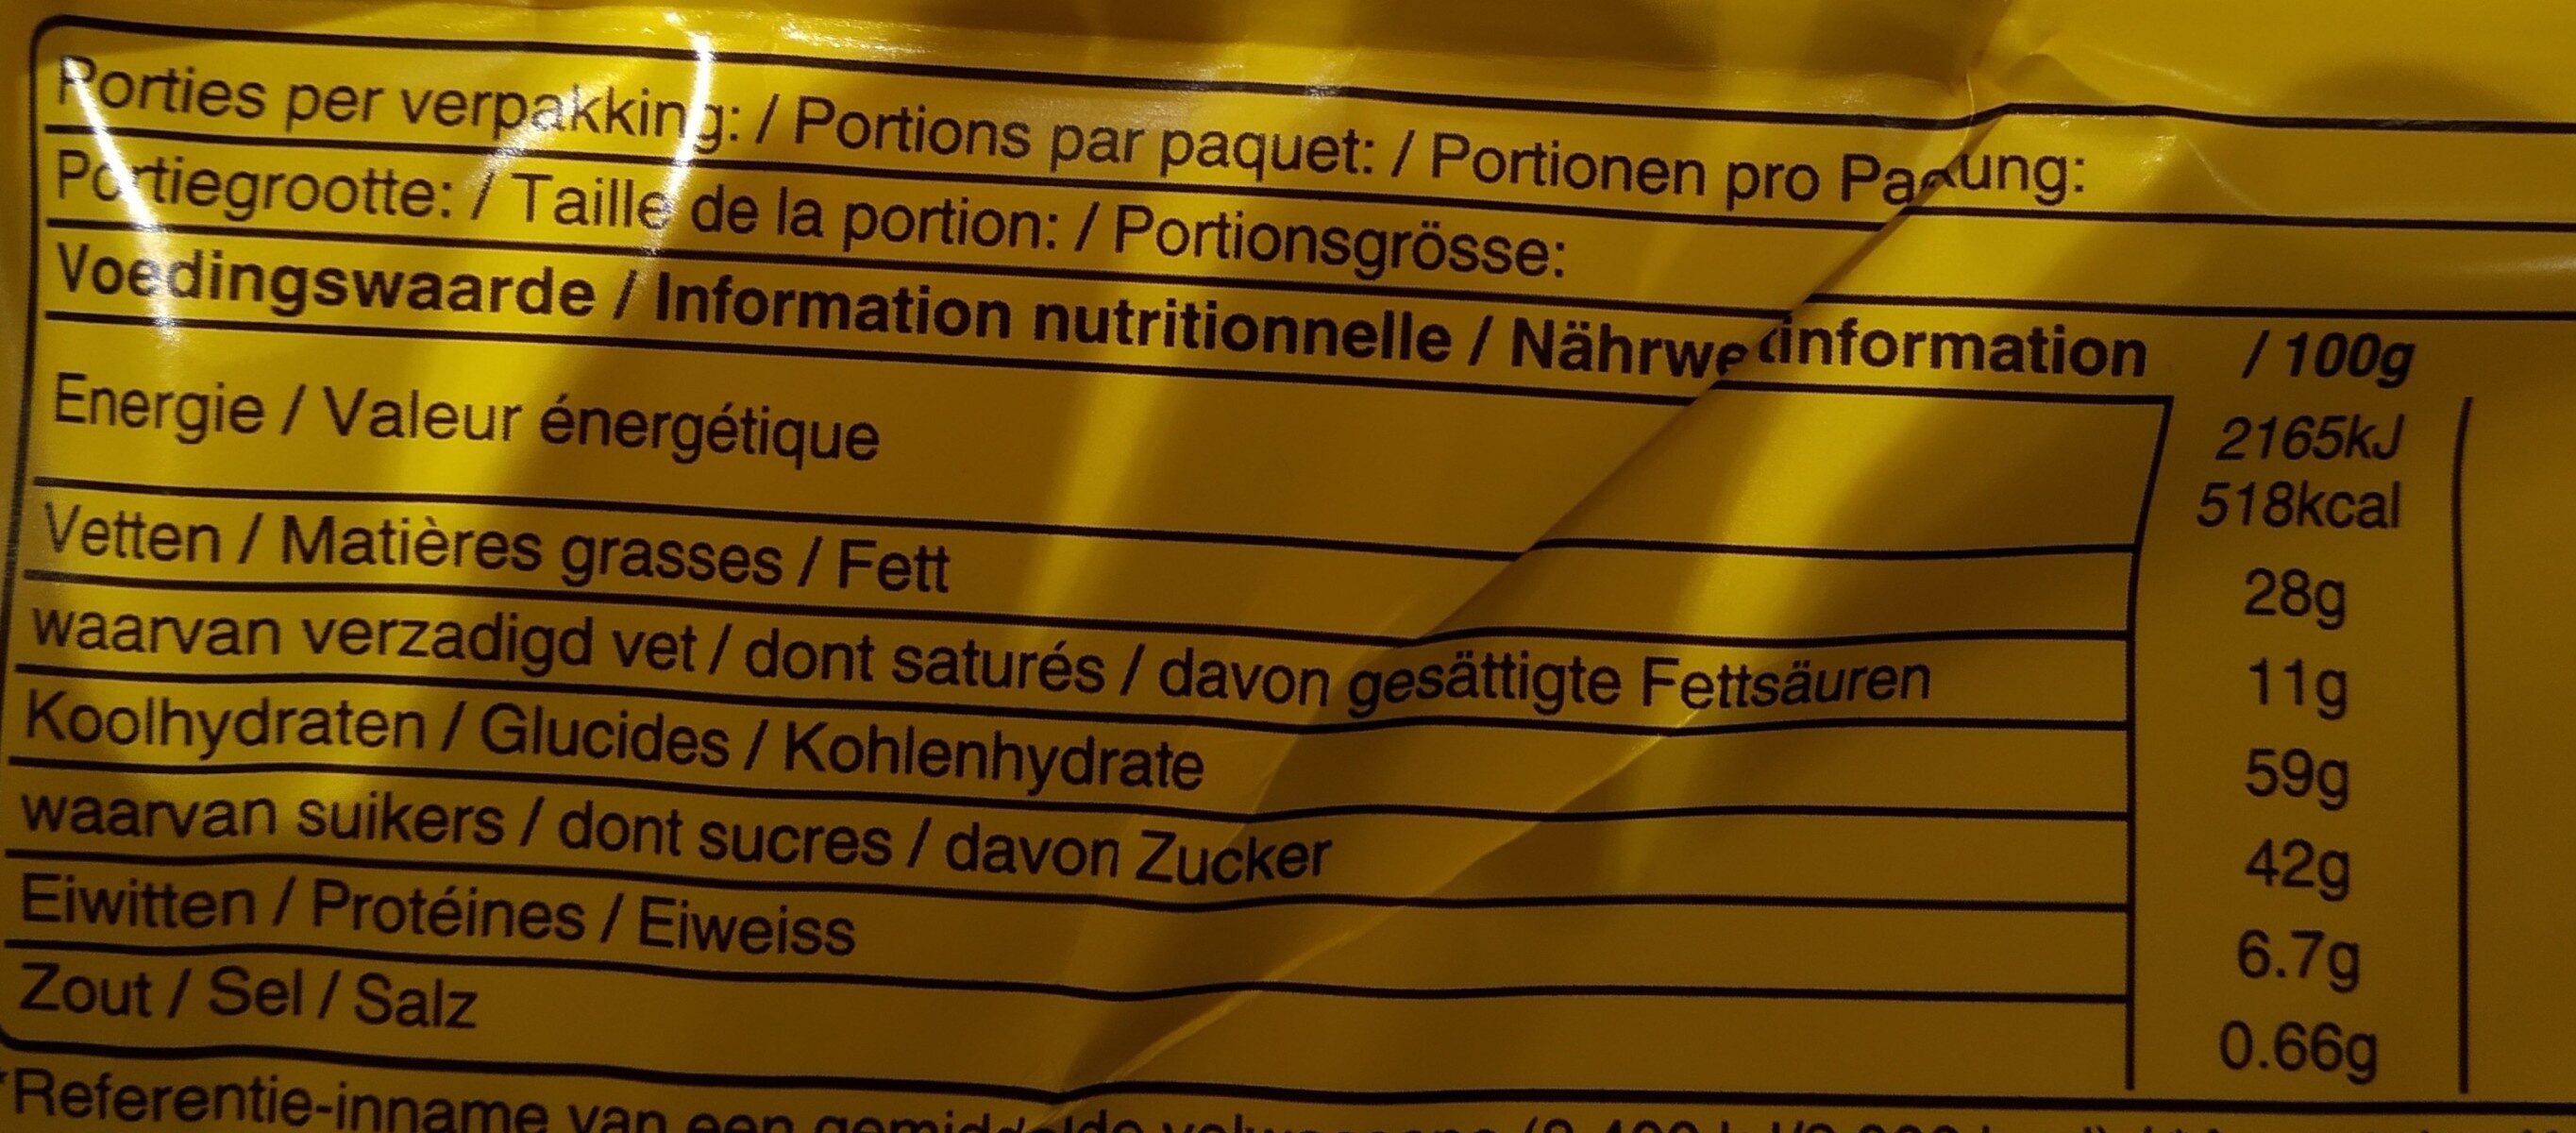 Porties per verpakking: / Portions par paquet: / Portionen pro
Portiegrootte: / Taille de la portion: / Portionsgrösse:
Voedingswaarde / Information nutritionnelle / Nährwertinformation / 100g
Energie / Valeur énergétique 2165kJ
518kcal
Vetten / Matières grasses / Fett 28g
waarvan verzadigd vet / dont saturés / davon gesättigte Fettsäuren 11g
Koolhydraten / Glucides / Kohlenhydrate 59g
waarvan suikers / dont sucres / davon Zucker 42g
Eiwitten / Protéines / Eiweiss 6.7g
Zout / Sel / Salz 0.66g
*Referentie-inname van een